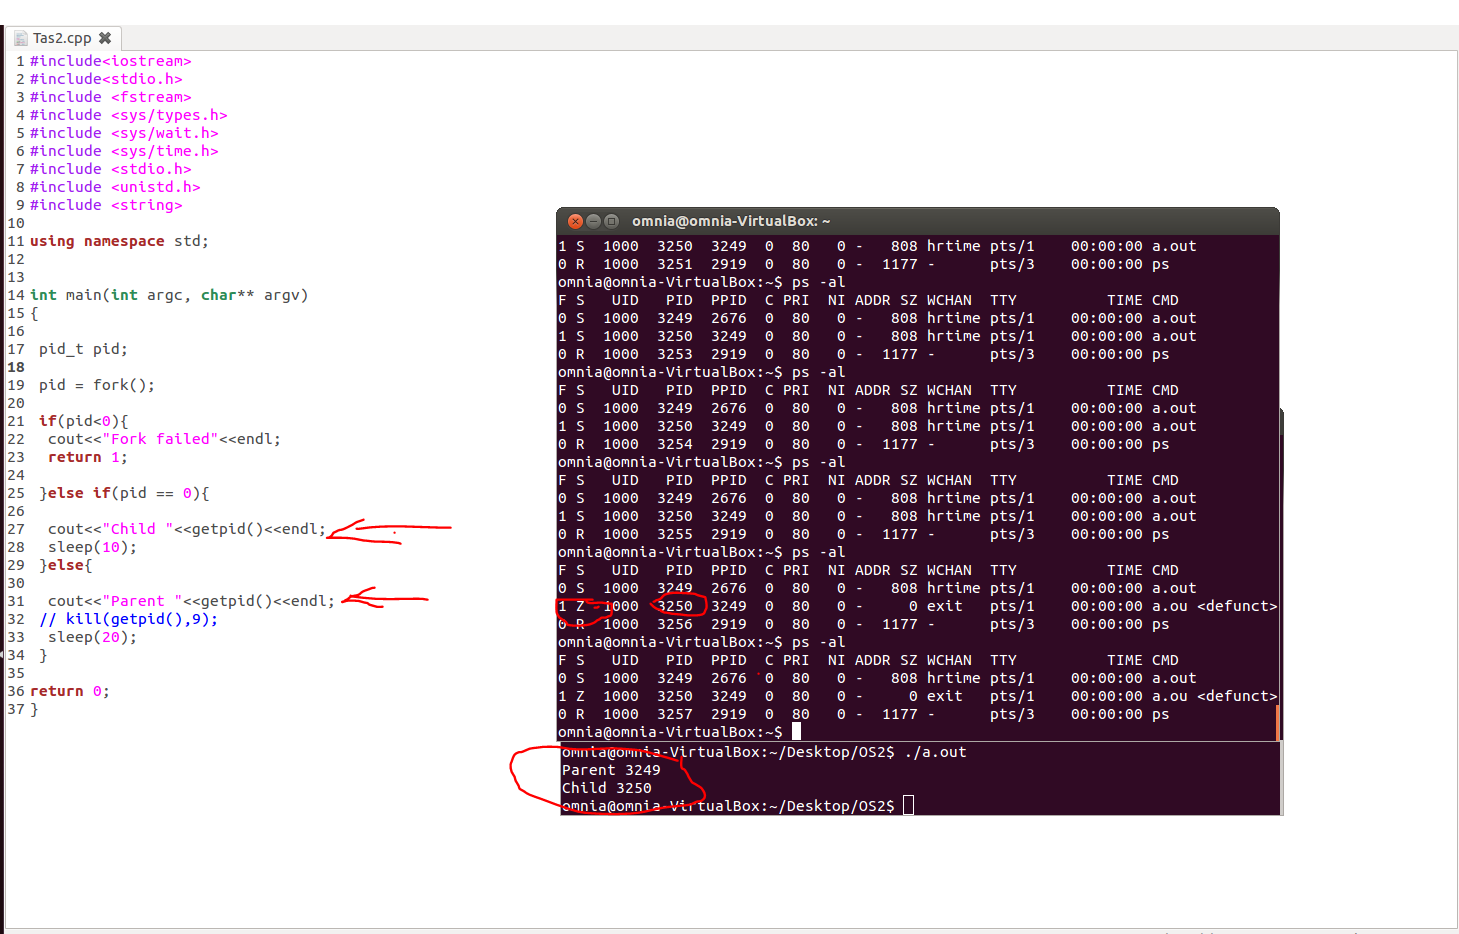 Tas2.cpp
1 #include<iostream>
2 #include<stdio.h>
3 #include <fstream>
4 #include <sys/types.h>
5 #include <sys/wait.h>
6 #include <sys/time.h>
7 #include <stdio.h>
8 #include <unistd.h>
9 #include <string>
10
11 using namespace std;
12
13
14 int main(int argc, char** argv)
15 {
16
17  pid_t pid;
18
19  pid = fork();
20
21  if(pid<0){
22   cout<<"Fork failed"<<endl;
23   return 1;
24
25  }else if(pid == 0){
26
27   cout<<"Child "<<getpid()<<endl;
28   sleep(10);
29  }else{
30
31   cout<<"Parent "<<getpid()<<endl;
32  // kill(getpid(),9);
33   sleep(20);
34  }
35
36 return 0;
37 }
omnia@omnia-VirtualBox: ~
1 S  1000  3250  3249  0  80   0 -   808 hrtime pts/1    00:00:00 a.out
0 R  1000  3251  2919  0  80   0 -  1177 -      pts/3    00:00:00 ps
omnia@omnia-VirtualBox:~$ ps -al
F S   UID   PID  PPID  C PRI  NI ADDR SZ WCHAN  TTY          TIME CMD
0 S  1000  3249  2676  0  80   0 -   808 hrtime pts/1    00:00:00 a.out
1 S  1000  3250  3249  0  80   0 -   808 hrtime pts/1    00:00:00 a.out
0 R  1000  3253  2919  0  80   0 -  1177 -      pts/3    00:00:00 ps
omnia@omnia-VirtualBox:~$ ps -al
F S   UID   PID  PPID  C PRI  NI ADDR SZ WCHAN  TTY          TIME CMD
0 S  1000  3249  2676  0  80   0 -   808 hrtime pts/1    00:00:00 a.out
1 S  1000  3250  3249  0  80   0 -   808 hrtime pts/1    00:00:00 a.out
0 R  1000  3254  2919  0  80   0 -  1177 -      pts/3    00:00:00 ps
omnia@omnia-VirtualBox:~$ ps -al
F S   UID   PID  PPID  C PRI  NI ADDR SZ WCHAN  TTY          TIME CMD
0 S  1000  3249  2676  0  80   0 -   808 hrtime pts/1    00:00:00 a.out
1 S  1000  3250  3249  0  80   0 -   808 hrtime pts/1    00:00:00 a.out
0 R  1000  3255  2919  0  80   0 -  1177 -      pts/3    00:00:00 ps
omnia@omnia-VirtualBox:~$ ps -al
F S   UID   PID  PPID  C PRI  NI ADDR SZ WCHAN  TTY          TIME CMD
0 S  1000  3249  2676  0  80   0 -   808 hrtime pts/1    00:00:00 a.out
1 Z  1000  3250  3249  0  80   0 -     0 exit   pts/1    00:00:00 a.ou <defunct>
0 R  1000  3256  2919  0  80   0 -  1177 -      pts/3    00:00:00 ps
omnia@omnia-VirtualBox:~$ ps -al
F S   UID   PID  PPID  C PRI  NI ADDR SZ WCHAN  TTY          TIME CMD
0 S  1000  3249  2676  0  80   0 -   808 hrtime pts/1    00:00:00 a.out
1 Z  1000  3250  3249  0  80   0 -     0 exit   pts/1    00:00:00 a.ou <defunct>
0 R  1000  3257  2919  0  80   0 -  1177 -      pts/3    00:00:00 ps
omnia@omnia-VirtualBox:~$
omnia@omnia-VirtualBox:~/Desktop/OS2$ ./a.out
Parent 3249
Child 3250
omnia@omnia-VirtualBox:~/Desktop/OS2$